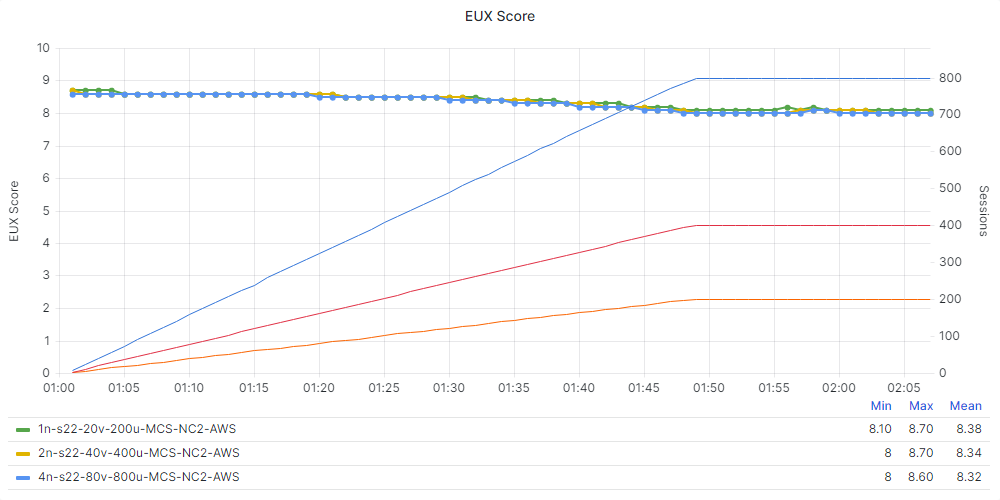 EUX Score
10
9
8
7
6
5
4
3
2
1
0
EUX Score
800
700
600
500
400
300
200
100
0
Sessions
01:00 01:05 01:10 01:15 01:20 01:25 01:30 01:35 01:40 01:45 01:50 01:55 02:00 02:05
Min Max Mean
1n-s22-20v-200u-MCS-NC2-AWS 8.10 8.70 8.38
2n-s22-40v-400u-MCS-NC2-AWS 8 8.70 8.34
4n-s22-80v-800u-MCS-NC2-AWS 8 8.60 8.32